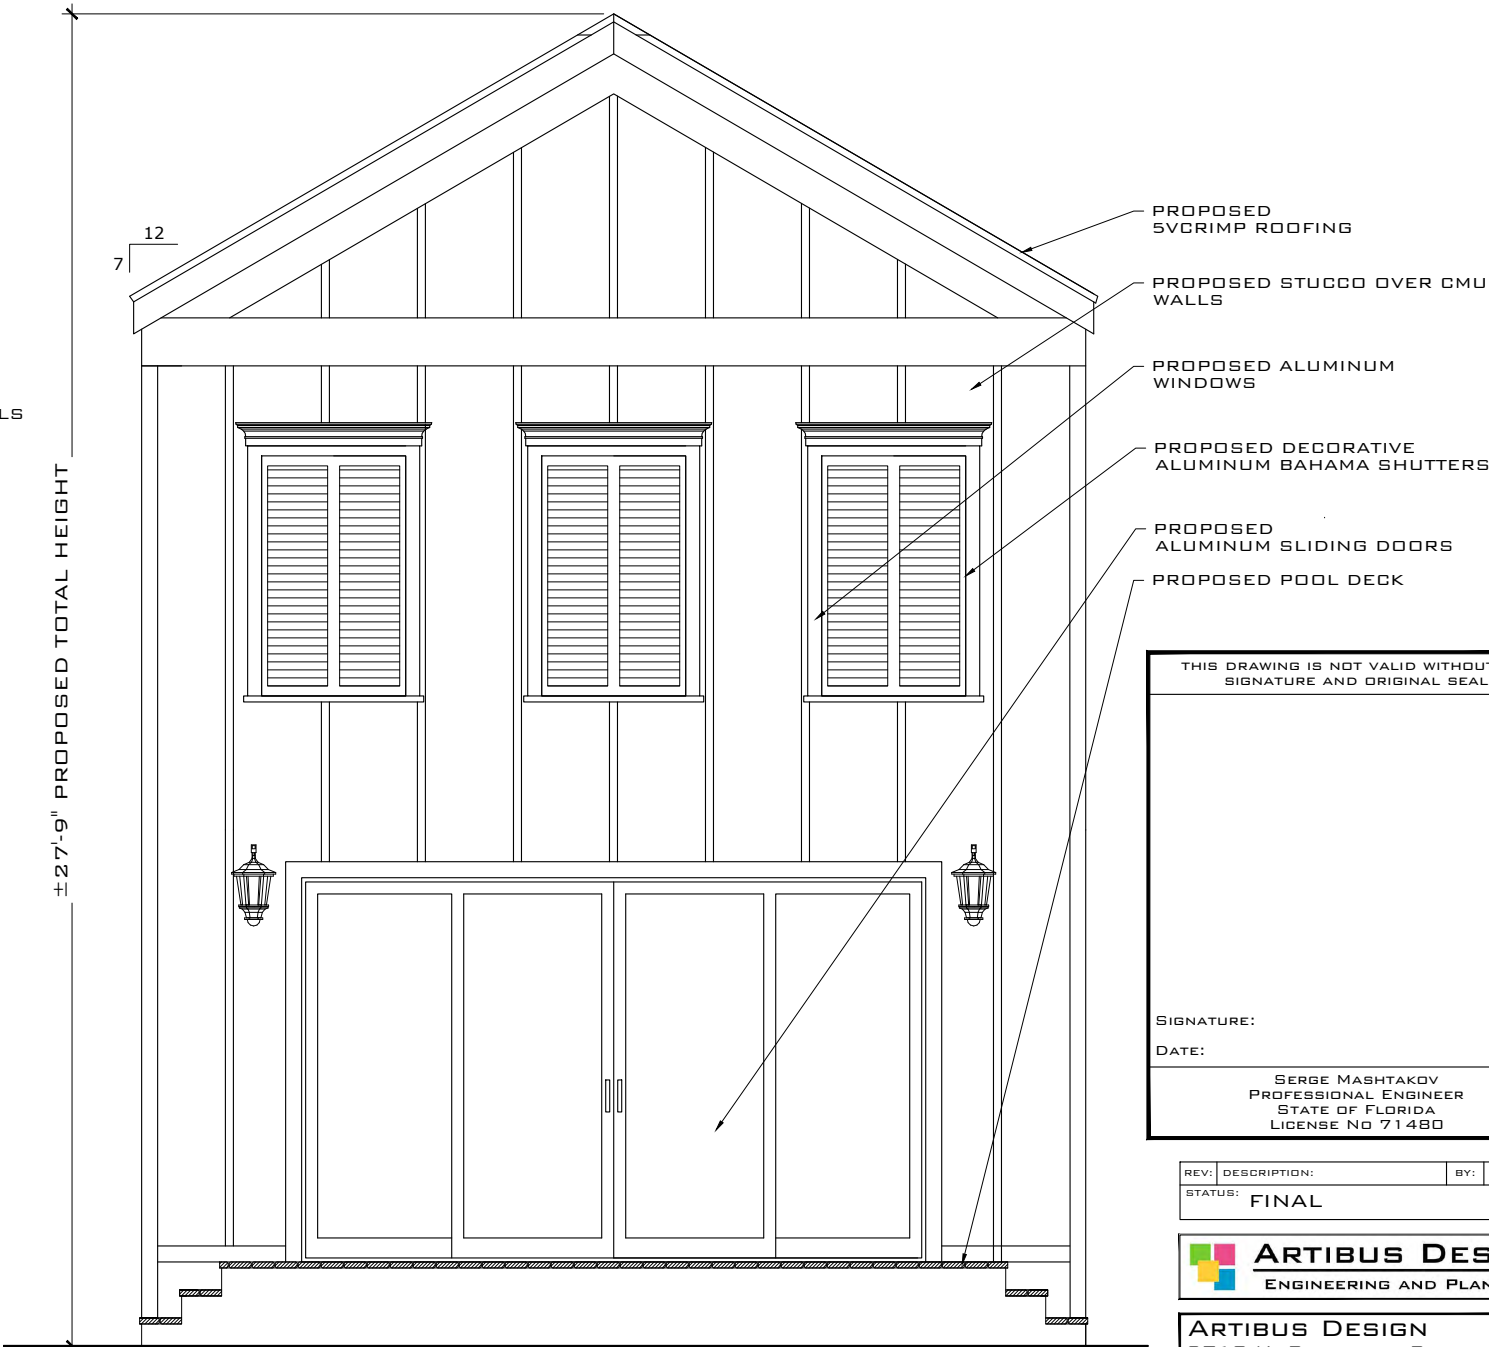 12
7
LS
±27'-9" PROPOSED TOTAL HEIGHT
PROPOSED
5VCRIMP ROOFING
PROPOSED STUCCO OVER CMU
WALLS
PROPOSED ALUMINUM
WINDOWS
PROPOSED DECORATIVE
ALUMINUM BAHAMA SHUTTERS
PROPOSED
ALUMINUM SLIDING DOORS
PROPOSED POOL DECK
THIS DRAWING IS NOT VALID WITHOUT
SIGNATURE AND ORIGINAL SEAL
SIGNATURE:
DATE:
SERGE MASHTAKOV
PROFESSIONAL ENGINEER
STATE OF FLORIDA
LICENSE NO 71480
REV: DESCRIPTION: BY:
STATUS: FINAL
ARTIBUS DES
ENGINEERING AND PLAN
ARTIBUS DESIGN